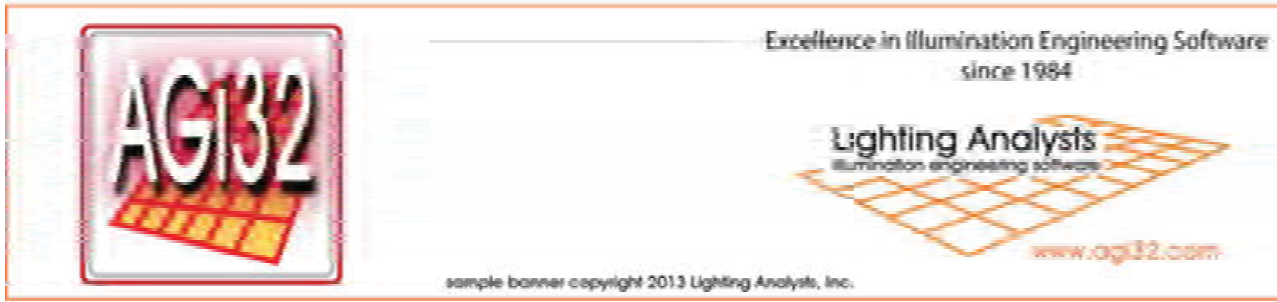 AGi32
Excellence in Illumination Engineering Software
since 1984
Lighting Analysts
illumination engineering software
www.agi32.com
sample banner copyright 2013 Lighting Analysts, Inc.